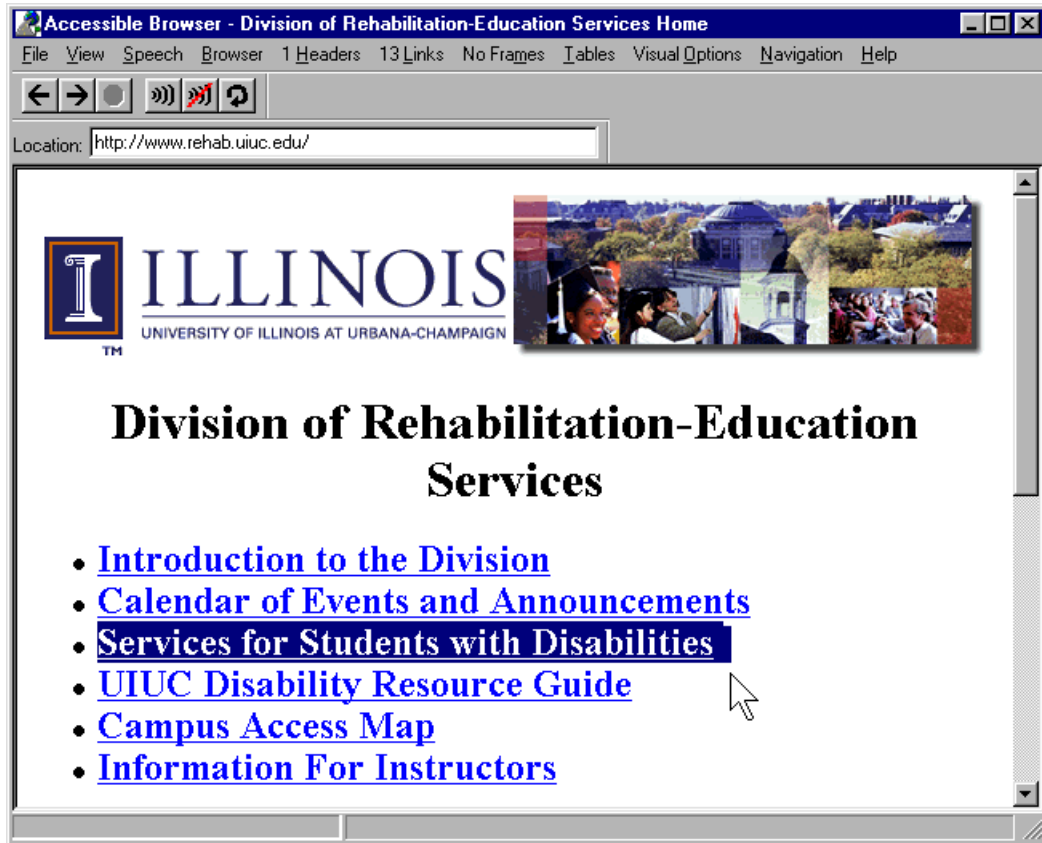 Accessible Browser - Division of Rehabilitation-Education Services Home
File View Speech Browser 1 Headers 13 Links No Frames Tables Visual Options Navigation Help
Location: http://www.rehab.uiuc.edu/
I ILLINOIS
UNIVERSITY OF ILLINOIS AT URBANA-CHAMPAIGN
TM
Division of Rehabilitation-Education
Services
• Introduction to the Division
• Calendar of Events and Announcements
• Services for Students with Disabilities
• UIUC Disability Resource Guide
• Campus Access Map
• Information For Instructors